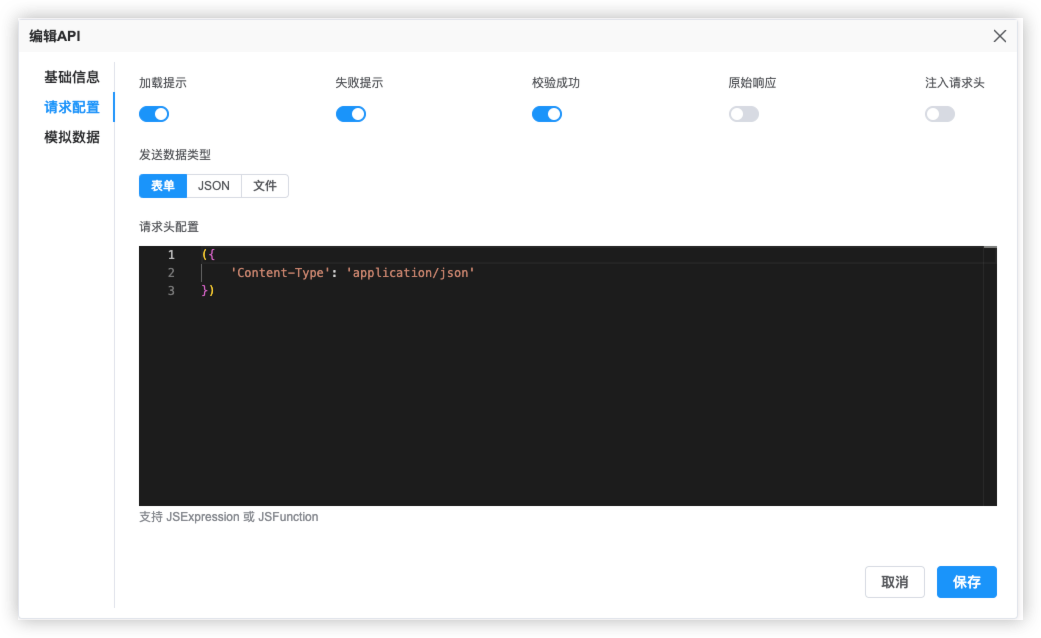 编辑API
基础信息
请求配置
模拟数据
加载提示 失败提示 校验成功 原始响应 注入请求头
发送数据类型
表单 JSON 文件
请求头配置
1 ({
2 'Content-Type': 'application/json'
3 })
支持 JSExpression 或 JSFunction
取消 保存